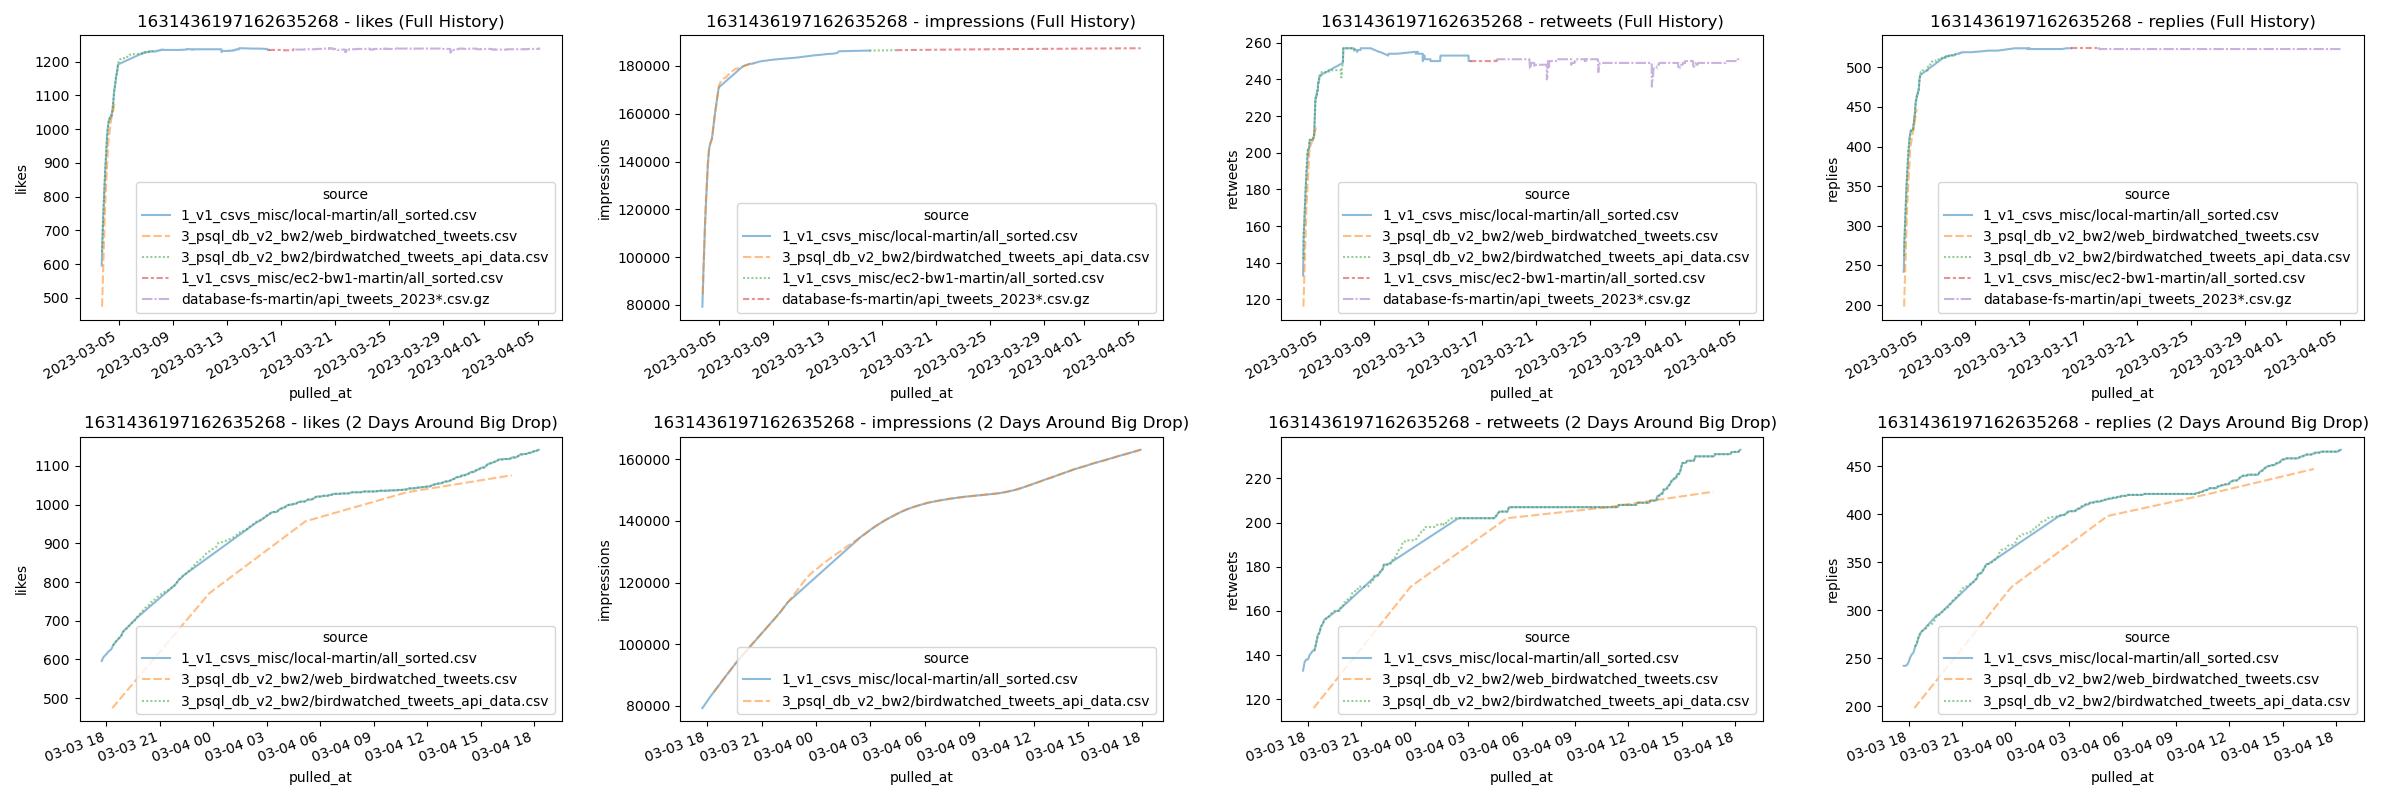 1631436197162635268 - likes (Full History)
likes
1200
1100
1000
900
800
700
600
500
source
1_v1_csvs_misc/local-martin/all_sorted.csv
3_psql_db_v2_bw2/web_birdwatched_tweets.csv
3_psql_db_v2_bw2/birdwatched_tweets_api_data.csv
1_v1_csvs_misc/ec2-bw1-martin/all_sorted.csv
database-fs-martin/api_tweets_2023*.csv.gz
2023-03-05
2023-03-09
2023-03-13
2023-03-17
2023-03-21
2023-03-25
2023-03-29
2023-04-01
2023-04-05
pulled_at
1631436197162635268 - impressions (Full History)
impressions
180000
160000
140000
120000
100000
80000
source
1_v1_csvs_misc/local-martin/all_sorted.csv
3_psql_db_v2_bw2/birdwatched_tweets_api_data.csv
1_v1_csvs_misc/ec2-bw1-martin/all_sorted.csv
database-fs-martin/api_tweets_2023*.csv.gz
2023-03-05
2023-03-09
2023-03-13
2023-03-17
2023-03-21
2023-03-25
2023-03-29
2023-04-01
2023-04-05
pulled_at
1631436197162635268 - retweets (Full History)
retweets
260
240
220
200
180
160
140
120
source
1_v1_csvs_misc/local-martin/all_sorted.csv
3_psql_db_v2_bw2/web_birdwatched_tweets.csv
3_psql_db_v2_bw2/birdwatched_tweets_api_data.csv
1_v1_csvs_misc/ec2-bw1-martin/all_sorted.csv
database-fs-martin/api_tweets_2023*.csv.gz
2023-03-05
2023-03-09
2023-03-13
2023-03-17
2023-03-21
2023-03-25
2023-03-29
2023-04-01
2023-04-05
pulled_at
1631436197162635268 - replies (Full History)
replies
500
450
400
350
300
250
200
source
1_v1_csvs_misc/local-martin/all_sorted.csv
3_psql_db_v2_bw2/web_birdwatched_tweets.csv
3_psql_db_v2_bw2/birdwatched_tweets_api_data.csv
1_v1_csvs_misc/ec2-bw1-martin/all_sorted.csv
database-fs-martin/api_tweets_2023*.csv.gz
2023-03-05
2023-03-09
2023-03-13
2023-03-17
2023-03-21
2023-03-25
2023-03-29
2023-04-01
2023-04-05
pulled_at
1631436197162635268 - likes (2 Days Around Big Drop)
likes
1100
1000
900
800
700
600
500
source
1_v1_csvs_misc/local-martin/all_sorted.csv
3_psql_db_v2_bw2/web_birdwatched_tweets.csv
3_psql_db_v2_bw2/birdwatched_tweets_api_data.csv
03-03 18
03-03 21
03-04 00
03-04 03
03-04 06
03-04 09
03-04 12
03-04 15
03-04 18
pulled_at
1631436197162635268 - impressions (2 Days Around Big Drop)
impressions
160000
140000
120000
100000
80000
source
1_v1_csvs_misc/local-martin/all_sorted.csv
3_psql_db_v2_bw2/birdwatched_tweets_api_data.csv
03-03 18
03-03 21
03-04 00
03-04 03
03-04 06
03-04 09
03-04 12
03-04 15
03-04 18
pulled_at
1631436197162635268 - retweets (2 Days Around Big Drop)
retweets
220
200
180
160
140
120
source
1_v1_csvs_misc/local-martin/all_sorted.csv
3_psql_db_v2_bw2/web_birdwatched_tweets.csv
3_psql_db_v2_bw2/birdwatched_tweets_api_data.csv
03-03 18
03-03 21
03-04 00
03-04 03
03-04 06
03-04 09
03-04 12
03-04 15
03-04 18
pulled_at
1631436197162635268 - replies (2 Days Around Big Drop)
replies
450
400
350
300
250
200
source
1_v1_csvs_misc/local-martin/all_sorted.csv
3_psql_db_v2_bw2/web_birdwatched_tweets.csv
3_psql_db_v2_bw2/birdwatched_tweets_api_data.csv
03-03 18
03-03 21
03-04 00
03-04 03
03-04 06
03-04 09
03-04 12
03-04 15
03-04 18
pulled_at